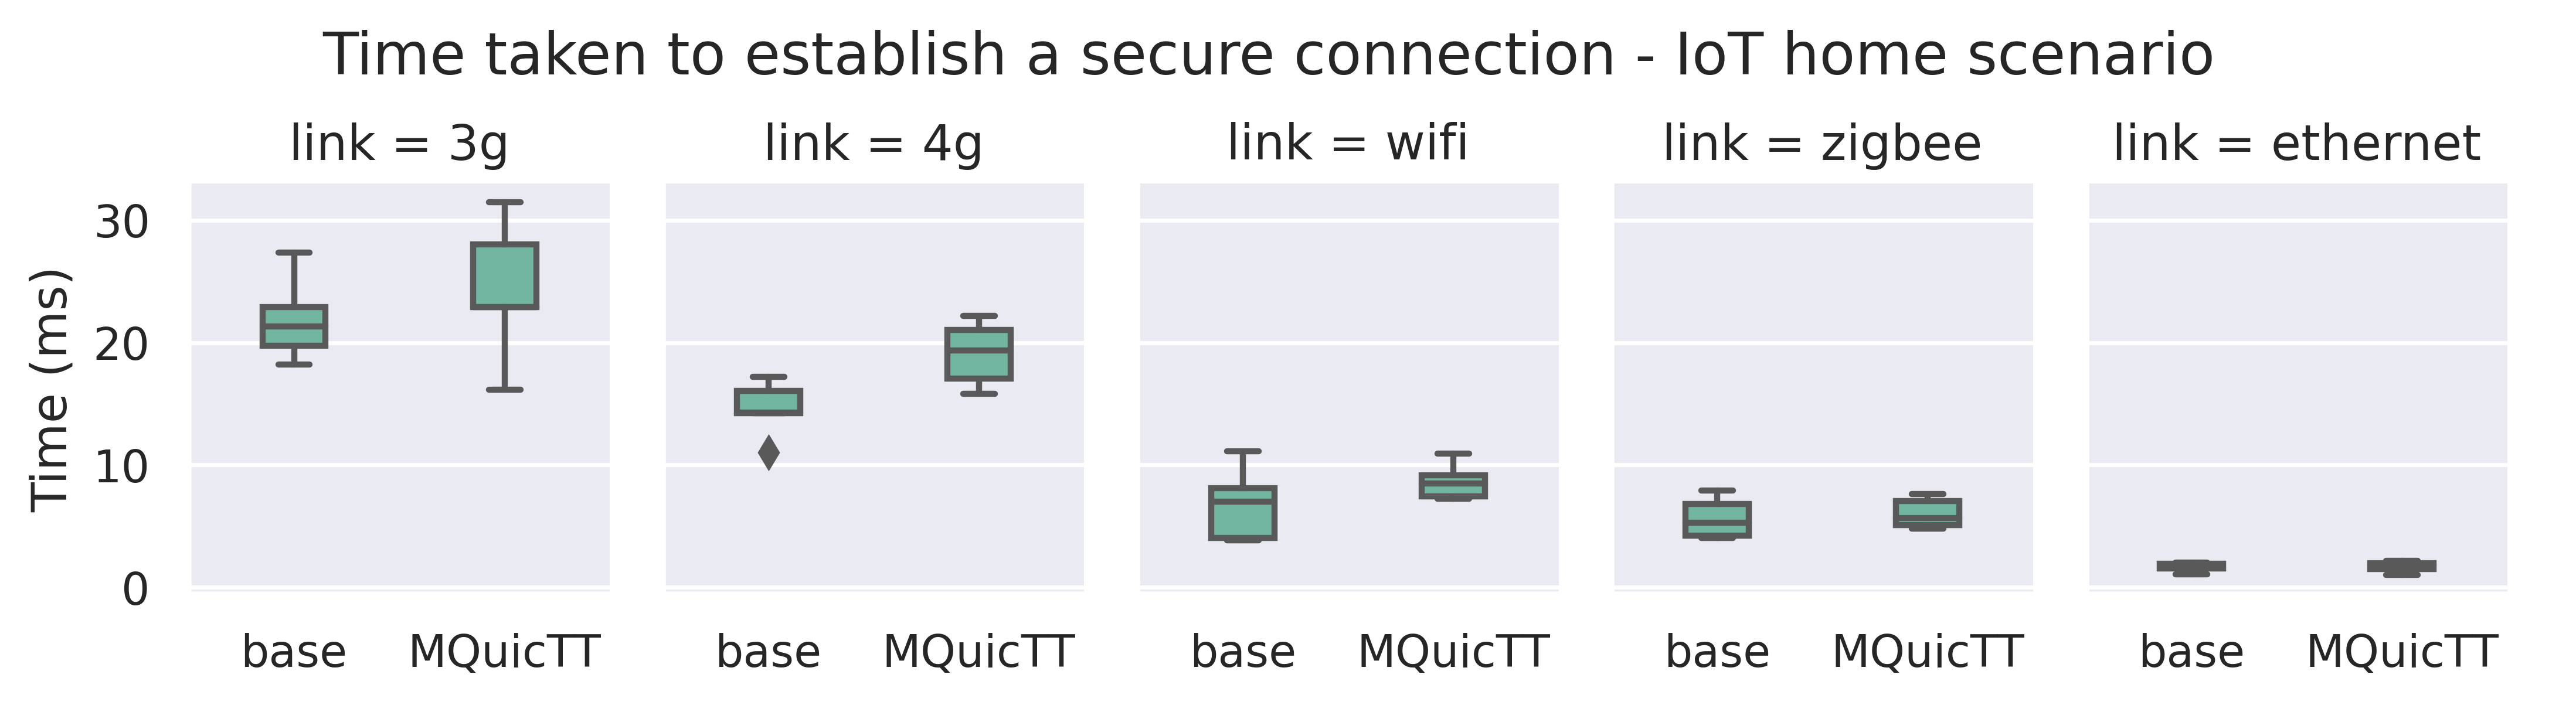 Time taken to establish a secure connection - IoT home scenario
link = 3g
link = 4g
link = wifi
link = zigbee
link = ethernet
Time (ms)
30
20
10
0
base MQuicTT
base MQuicTT
base MQuicTT
base MQuicTT
base MQuicTT